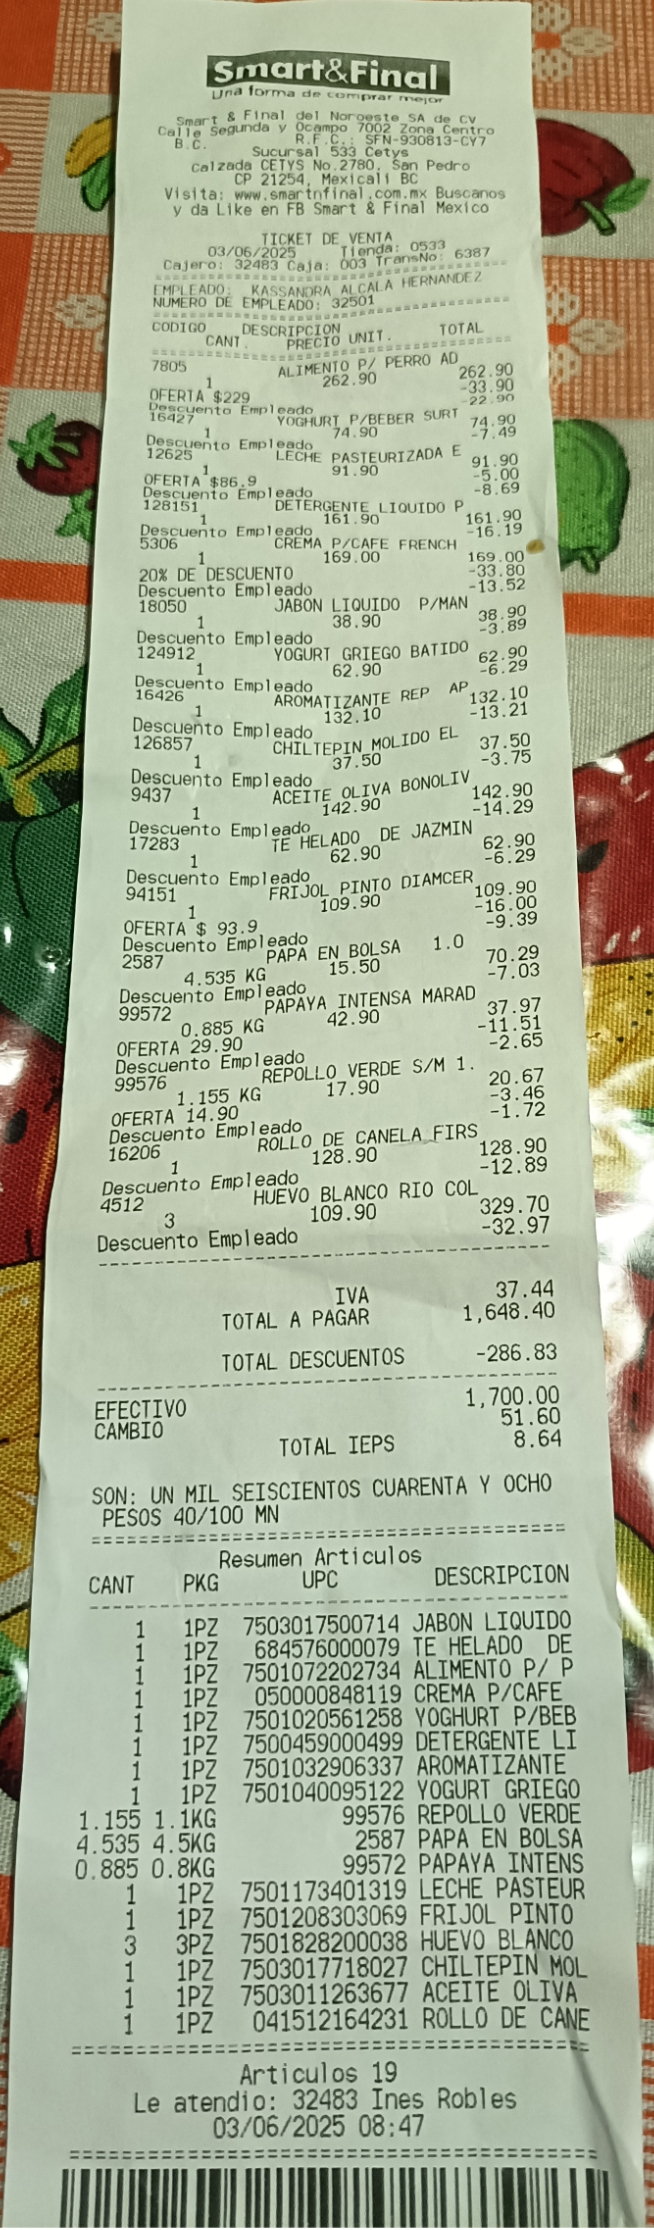 Smart&Final
Una forma de comprar mejor
Smart & Final del Noroeste SA de CV
Calle Segunda y Ocampo 7002 Zona Centro
B.C. R.F.C.: SFN-930813-CY7
Sucursal 533 Cetys
Calzada CETYS No.2780, San Pedro
CP 21254, Mexicali BC
Visita: www.smartnfinal.com.mx Buscanos
y da Like en FB Smart & Final Mexico
TICKET DE VENTA
03/06/2025 Tienda: 0533
Cajero: 32483 Caja: 003 TransNo: 6387
==========================================
EMPLEADO: KASSANDRA ALCALA HERNANDEZ
NUMERO DE EMPLEADO: 32501
==========================================
CODIGO DESCRIPCION TOTAL
CANT. PRECIO UNIT.
==========================================
7805 ALIMENTO P/ PERRO AD
1 262.90 262.90
OFERTA $229 -33.90
Descuento Empleado -22.90
16427 YOGHURT P/BEBER SURT
1 74.90 74.90
Descuento Empleado -7.49
12625 LECHE PASTEURIZADA E
1 91.90 91.90
OFERTA $86.9 -5.00
Descuento Empleado -8.69
128151 DETERGENTE LIQUIDO P
1 161.90 161.90
Descuento Empleado -16.19
5306 CREMA P/CAFE FRENCH
1 169.00 169.00
20% DE DESCUENTO -33.80
Descuento Empleado -13.52
18050 JABON LIQUIDO P/MAN
1 38.90 38.90
Descuento Empleado -3.89
124912 YOGURT GRIEGO BATIDO
1 62.90 62.90
Descuento Empleado -6.29
16426 AROMATIZANTE REP AP
1 132.10 132.10
Descuento Empleado -13.21
126857 CHILTEPIN MOLIDO EL
1 37.50 37.50
Descuento Empleado -3.75
9437 ACEITE OLIVA BONOLIV
1 142.90 142.90
Descuento Empleado -14.29
17283 TE HELADO DE JAZMIN
1 62.90 62.90
Descuento Empleado -6.29
94151 FRIJOL PINTO DIAMCER
1 109.90 109.90
OFERTA $ 93.9 -16.00
Descuento Empleado -9.39
2587 PAPA EN BOLSA 1.0
4.535 KG 15.50 70.29
Descuento Empleado -7.03
99572 PAPAYA INTENSA MARAD
0.885 KG 42.90 37.97
OFERTA 29.90 -11.51
Descuento Empleado -2.65
99576 REPOLLO VERDE S/M 1.
1.155 KG 17.90 20.67
OFERTA 14.90 -3.46
Descuento Empleado -1.72
16206 ROLLO DE CANELA FIRS
1 128.90 128.90
Descuento Empleado -12.89
4512 HUEVO BLANCO RIO COL
3 109.90 329.70
Descuento Empleado -32.97
------------------------------------------
IVA 37.44
TOTAL A PAGAR 1,648.40
TOTAL DESCUENTOS -286.83
------------------------------------------
EFECTIVO 1,700.00
CAMBIO 51.60
TOTAL IEPS 8.64
SON: UN MIL SEISCIENTOS CUARENTA Y OCHO
PESOS 40/100 MN
==========================================
Resumen Articulos
CANT PKG UPC DESCRIPCION
------------------------------------------
1 1PZ 7503017500714 JABON LIQUIDO
1 1PZ 684576000079 TE HELADO DE
1 1PZ 7501072202734 ALIMENTO P/ P
1 1PZ 050000848119 CREMA P/CAFE
1 1PZ 7501020561258 YOGHURT P/BEB
1 1PZ 7500459000499 DETERGENTE LI
1 1PZ 7501032906337 AROMATIZANTE
1 1PZ 7501040095122 YOGURT GRIEGO
1.155 1.1KG 99576 REPOLLO VERDE
4.535 4.5KG 2587 PAPA EN BOLSA
0.885 0.8KG 99572 PAPAYA INTENS
1 1PZ 7501173401319 LECHE PASTEUR
1 1PZ 7501208303069 FRIJOL PINTO
3 3PZ 7501828200038 HUEVO BLANCO
1 1PZ 7503017718027 CHILTEPIN MOL
1 1PZ 7503011263677 ACEITE OLIVA
1 1PZ 041512164231 ROLLO DE CANE
==========================================
Articulos 19
Le atendio: 32483 Ines Robles
03/06/2025 08:47
==========================================